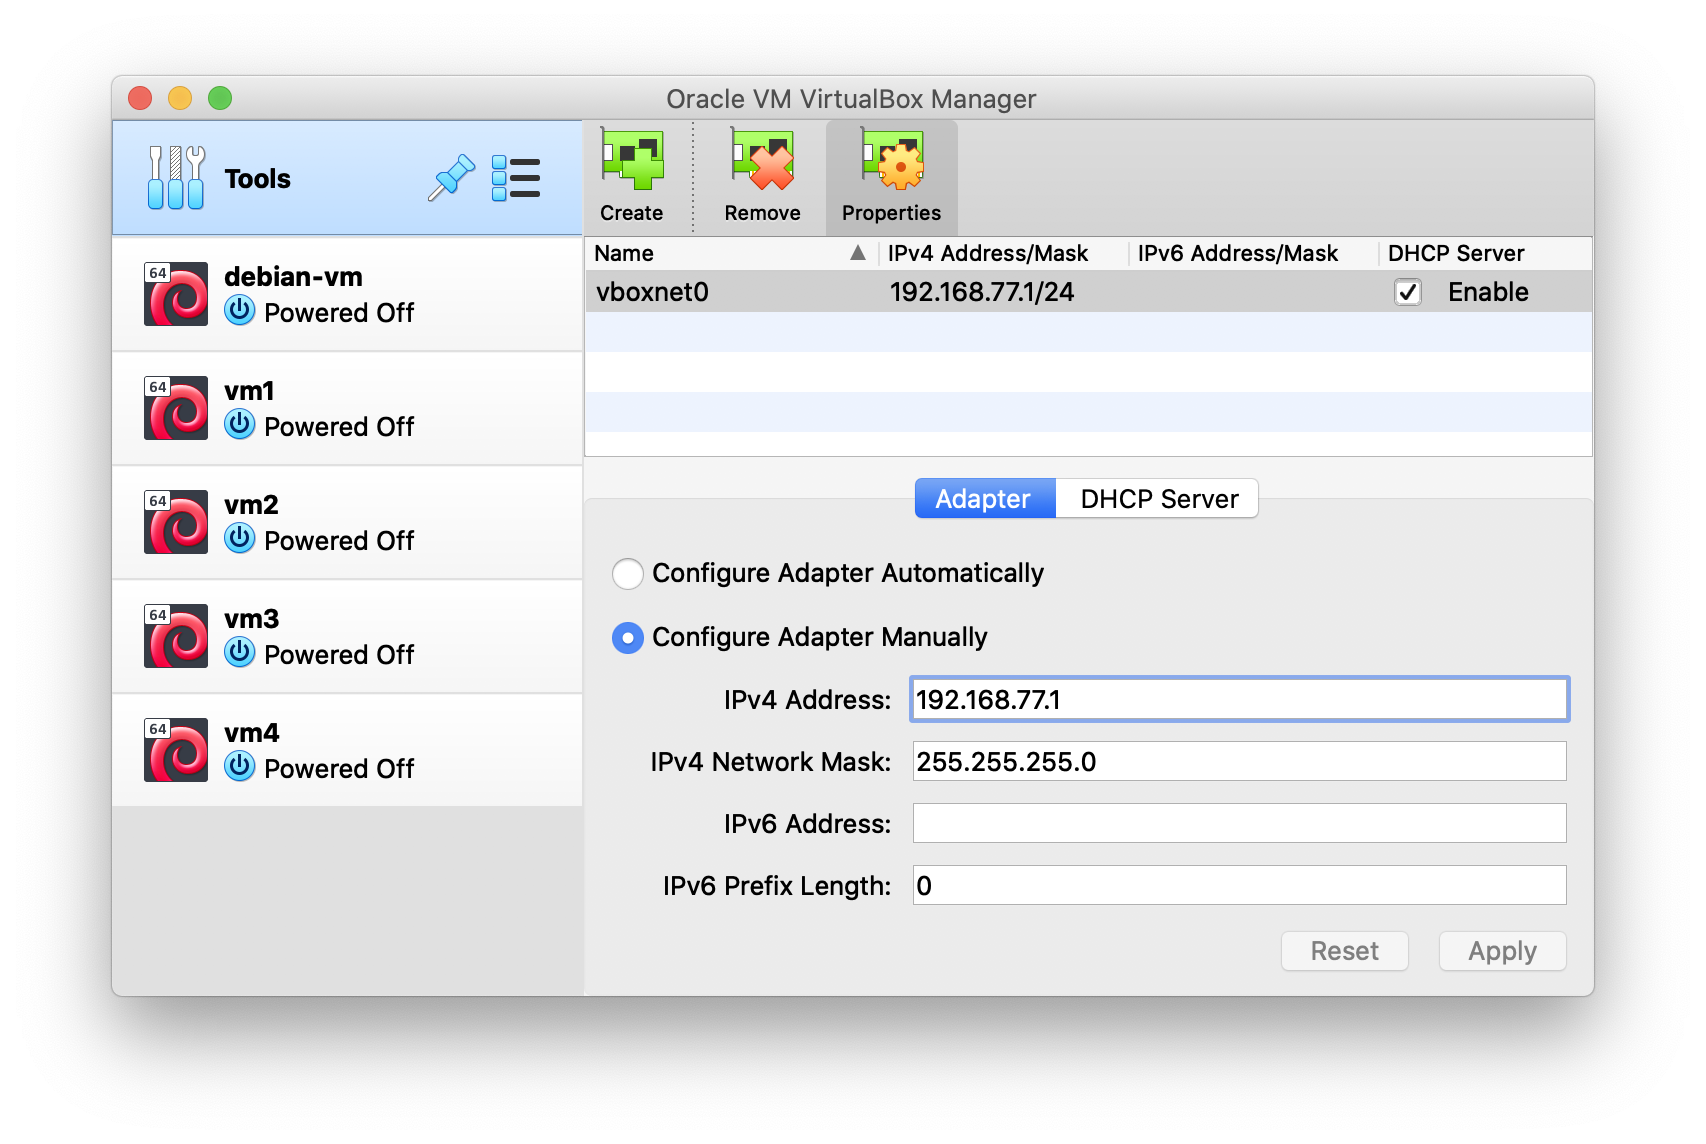 Oracle VM VirtualBox Manager
Tools
Create
Remove
Properties
64
debian-vm
Powered Off
64
vm1
Powered Off
64
vm2
Powered Off
64
vm3
Powered Off
64
vm4
Powered Off
Name IPv4 Address/Mask IPv6 Address/Mask DHCP Server
vboxnet0 192.168.77.1/24 Enable
Adapter DHCP Server
Configure Adapter Automatically
Configure Adapter Manually
IPv4 Address: 192.168.77.1
IPv4 Network Mask: 255.255.255.0
IPv6 Address:
IPv6 Prefix Length: 0
Reset Apply